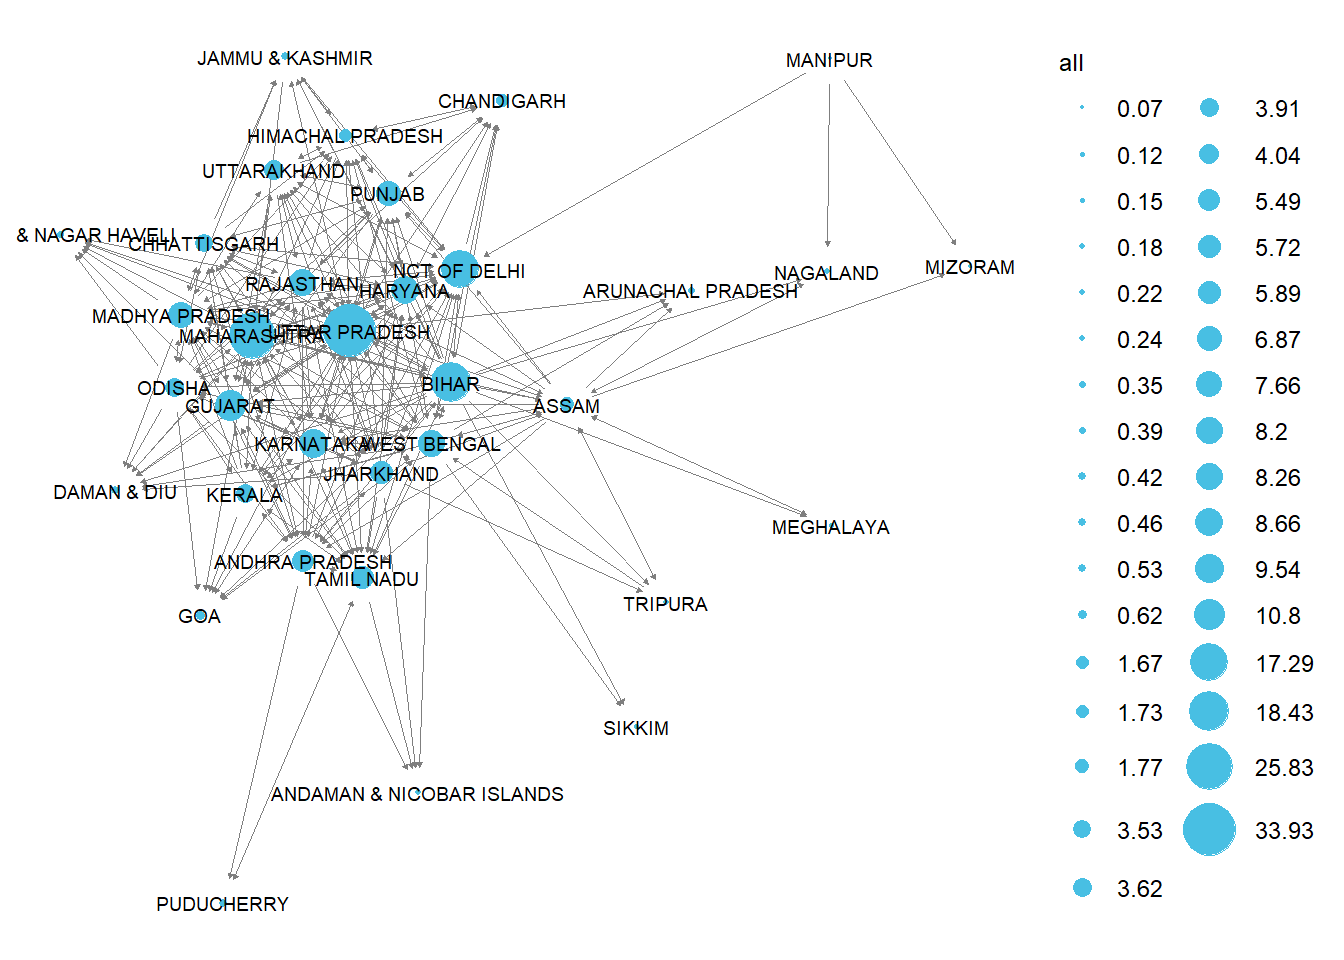 JAMMU & KASHMIR
MANIPUR
CHANDIGARH
HIMACHAL PRADESH
UTTARAKHAND
PUNJAB
& NAGAR HAVELI
CHHATTISGARH
NCT OF DELHI
RAJASTHAN
HARYANA
ARUNACHAL PRADESH
NAGALAND
MIZORAM
MADHYA PRADESH
MAHARASHTRA
UTTAR PRADESH
ODISHA
BIHAR
GUJARAT
ASSAM
KARNATAKA
WEST BENGAL
JHARKHAND
DAMAN & DIU
KERALA
MEGHALAYA
ANDHRA PRADESH
TAMIL NADU
GOA
TRIPURA
SIKKIM
ANDAMAN & NICOBAR ISLANDS
PUDUCHERRY
all
0.07
0.12
0.15
0.18
0.22
0.24
0.35
0.39
0.42
0.46
0.53
0.62
1.67
1.73
1.77
3.53
3.62
3.91
4.04
5.49
5.72
5.89
6.87
7.66
8.2
8.26
8.66
9.54
10.8
17.29
18.43
25.83
33.93